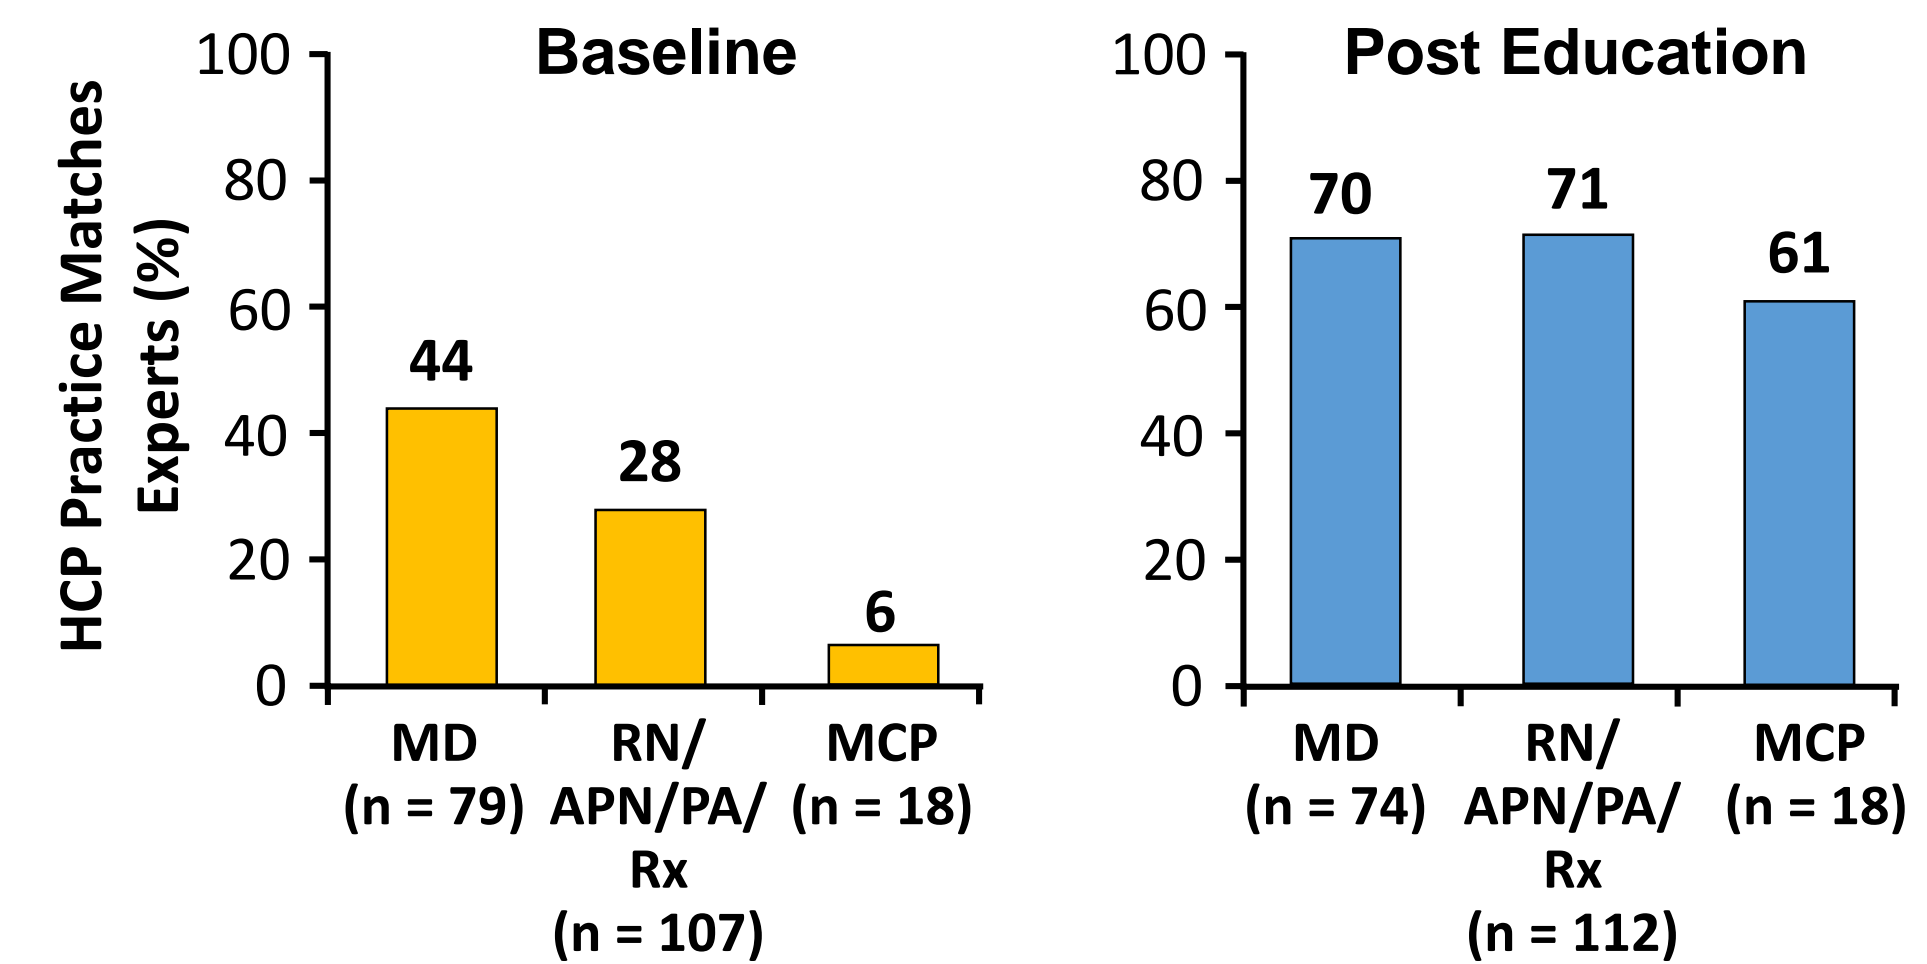 HCP Practice Matches
Experts (%)
Baseline
100
80
60
40
20
0
44
28
6
MD
(n = 79)
RN/
APN/PA/
Rx
(n = 107)
MCP
(n = 18)
Post Education
100
80
60
40
20
0
70
71
61
MD
(n = 74)
RN/
APN/PA/
Rx
(n = 112)
MCP
(n = 18)